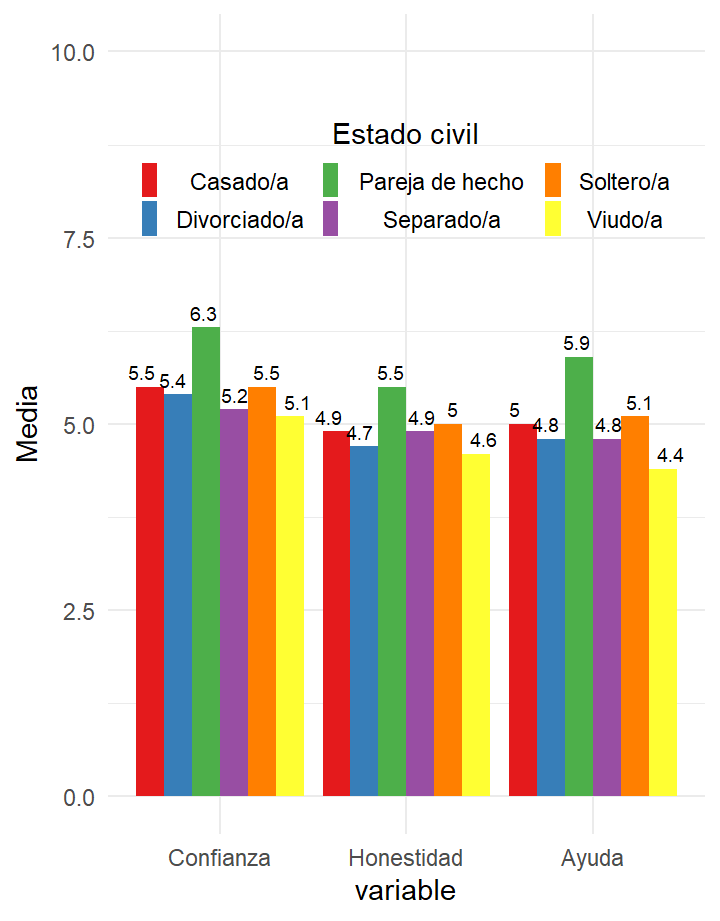 10.0
Estado civil
Casado/a Pareja de hecho Soltero/a
Divorciado/a Separado/a Viudo/a
7.5
6.3
5.9
5.5 5.4 5.2 5.5 5.1
4.9 4.7 5.5 4.9 5 4.6
5 4.8 4.8 5.1 4.4
5.0
Media
2.5
0.0
Confianza Honestidad Ayuda
variable